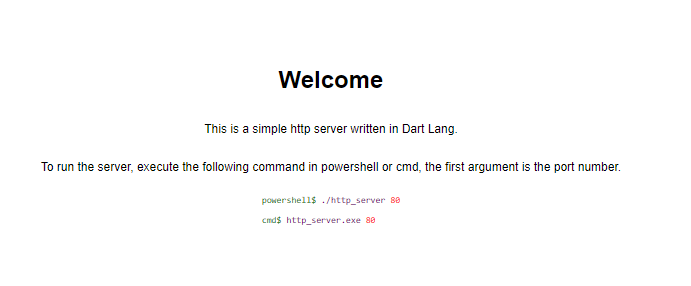 Welcome
This is a simple http server written in Dart Lang.
To run the server, execute the following command in powershell or cmd, the first argument is the port number.
powershell$ ./http_server 80
cmd$ http_server.exe 80